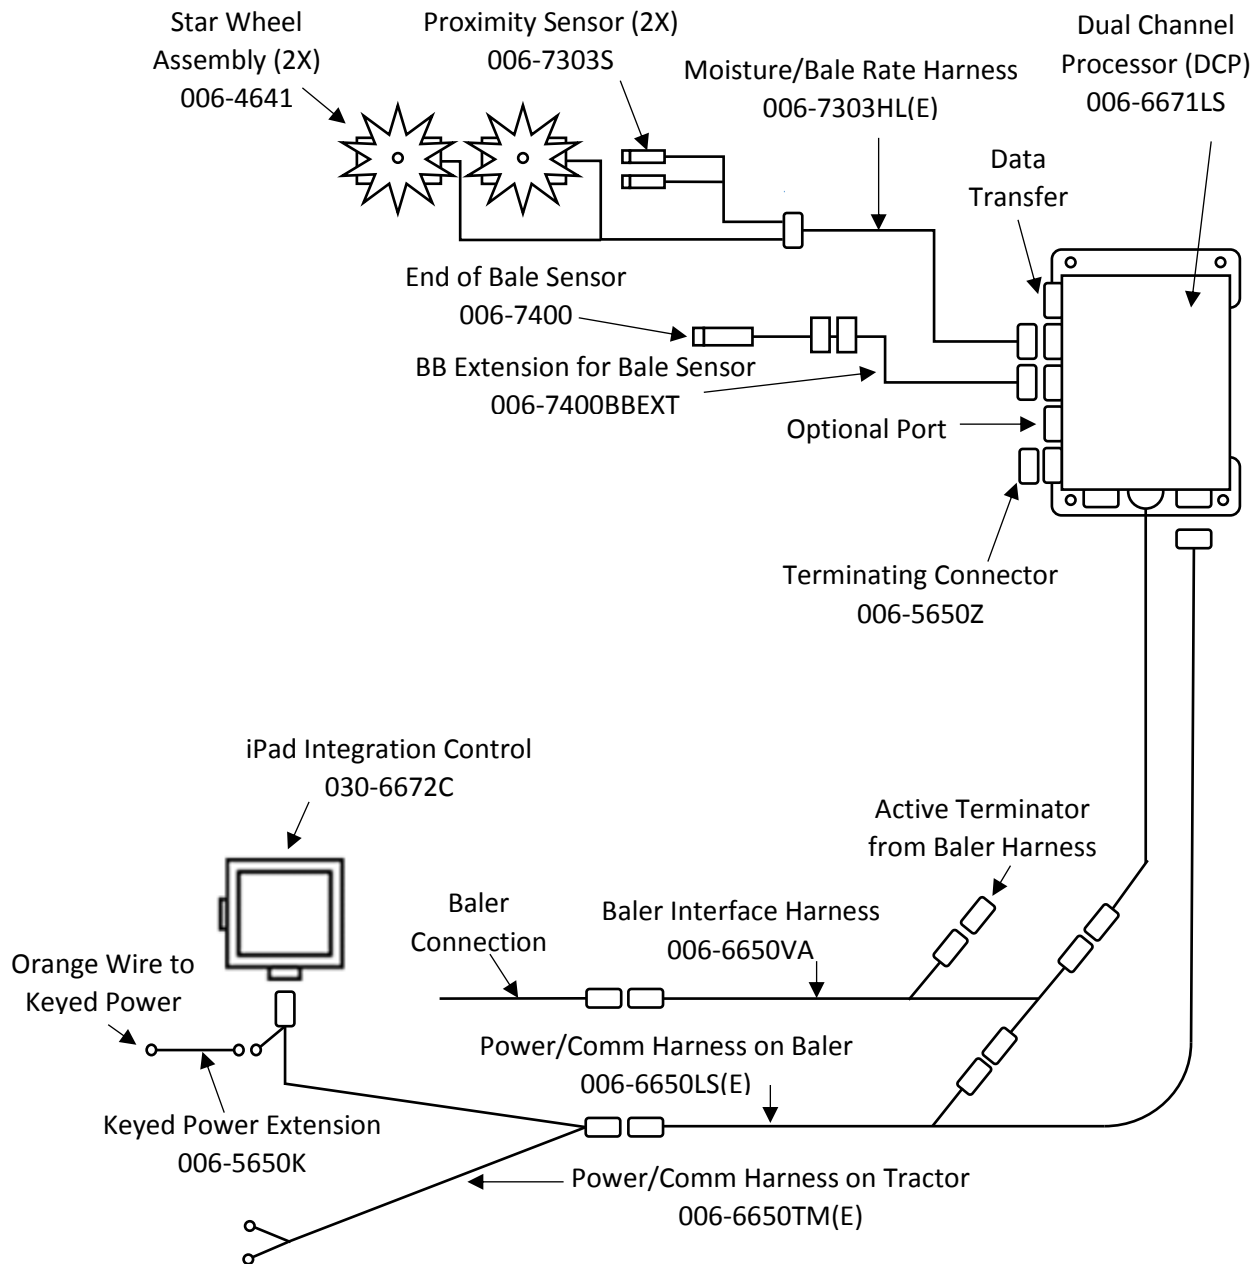 Star Wheel
Assembly (2X)
006-4641
Proximity Sensor (2X)
006-7303S
Moisture/Bale Rate Harness
006-7303HL(E)
Dual Channel
Processor (DCP)
006-6671LS
Data
Transfer
End of Bale Sensor
006-7400
BB Extension for Bale Sensor
006-7400BBEXT
Optional Port
Terminating Connector
006-5650Z
iPad Integration Control
030-6672C
Active Terminator
from Baler Harness
Baler
Connection
Baler Interface Harness
006-6650VA
Orange Wire to
Keyed Power
Power/Comm Harness on Baler
006-6650LS(E)
Keyed Power Extension
006-5650K
Power/Comm Harness on Tractor
006-6650TM(E)